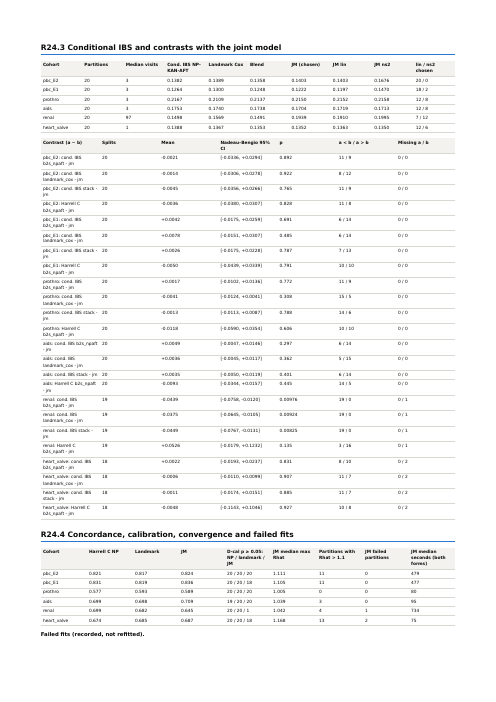 R24.3 Conditional IBS and contrasts with the joint model
Cohort Partitions Median visits Cond. IBS NP-KAN-AFT Landmark Cox Blend JM (chosen) JM lin JM ns2 lin / ns2 chosen
pbc_E2 20 3 0.1382 0.1389 0.1358 0.1403 0.1403 0.1676 20 / 0
pbc_E1 20 3 0.1264 0.1300 0.1248 0.1222 0.1197 0.1470 18 / 2
prothro 20 3 0.2167 0.2109 0.2137 0.2150 0.2152 0.2158 12 / 8
aids 20 3 0.1753 0.1740 0.1738 0.1704 0.1719 0.1713 12 / 8
renal 20 97 0.1498 0.1569 0.1491 0.1939 0.1910 0.1995 7 / 12
heart_valve 20 1 0.1388 0.1367 0.1353 0.1352 0.1363 0.1350 12 / 6
Contrast (a − b) Splits Mean Nadeau-Bengio 95% CI p a < b / a > b Missing a / b
pbc_E2: cond. IBS b2s_npaft - jm 20 -0.0021 [-0.0336, +0.0294] 0.892 11 / 9 0 / 0
pbc_E2: cond. IBS landmark_cox - jm 20 -0.0014 [-0.0306, +0.0278] 0.922 8 / 12 0 / 0
pbc_E2: cond. IBS stack - jm 20 -0.0045 [-0.0356, +0.0266] 0.765 11 / 9 0 / 0
pbc_E2: Harrell C b2s_npaft - jm 20 -0.0036 [-0.0380, +0.0307] 0.828 11 / 8 0 / 0
pbc_E1: cond. IBS b2s_npaft - jm 20 +0.0042 [-0.0175, +0.0259] 0.691 6 / 14 0 / 0
pbc_E1: cond. IBS landmark_cox - jm 20 +0.0078 [-0.0151, +0.0307] 0.485 6 / 14 0 / 0
pbc_E1: cond. IBS stack - jm 20 +0.0026 [-0.0175, +0.0228] 0.787 7 / 13 0 / 0
pbc_E1: Harrell C b2s_npaft - jm 20 -0.0050 [-0.0439, +0.0339] 0.791 10 / 10 0 / 0
prothro: cond. IBS b2s_npaft - jm 20 +0.0017 [-0.0102, +0.0136] 0.772 11 / 9 0 / 0
prothro: cond. IBS landmark_cox - jm 20 -0.0041 [-0.0124, +0.0041] 0.308 15 / 5 0 / 0
prothro: cond. IBS stack - jm 20 -0.0013 [-0.0113, +0.0087] 0.788 14 / 6 0 / 0
prothro: Harrell C b2s_npaft - jm 20 -0.0118 [-0.0590, +0.0354] 0.606 10 / 10 0 / 0
aids: cond. IBS b2s_npaft - jm 20 +0.0049 [-0.0047, +0.0146] 0.297 6 / 14 0 / 0
aids: cond. IBS landmark_cox - jm 20 +0.0036 [-0.0045, +0.0117] 0.362 5 / 15 0 / 0
aids: cond. IBS stack - jm 20 +0.0035 [-0.0050, +0.0119] 0.401 6 / 14 0 / 0
aids: Harrell C b2s_npaft - jm 20 -0.0093 [-0.0344, +0.0157] 0.445 14 / 5 0 / 0
renal: cond. IBS b2s_npaft - jm 19 -0.0439 [-0.0758, -0.0120] 0.00976 19 / 0 0 / 1
renal: cond. IBS landmark_cox - jm 19 -0.0375 [-0.0645, -0.0105] 0.00924 19 / 0 0 / 1
renal: cond. IBS stack - jm 19 -0.0449 [-0.0767, -0.0131] 0.00825 19 / 0 0 / 1
renal: Harrell C b2s_npaft - jm 19 +0.0526 [-0.0179, +0.1232] 0.135 3 / 16 0 / 1
heart_valve: cond. IBS b2s_npaft - jm 18 +0.0022 [-0.0193, +0.0237] 0.831 8 / 10 0 / 2
heart_valve: cond. IBS landmark_cox - jm 18 -0.0006 [-0.0110, +0.0099] 0.907 11 / 7 0 / 2
heart_valve: cond. IBS stack - jm 18 -0.0011 [-0.0174, +0.0151] 0.885 11 / 7 0 / 2
heart_valve: Harrell C b2s_npaft - jm 18 -0.0048 [-0.1143, +0.1046] 0.927 10 / 8 0 / 2
R24.4 Concordance, calibration, convergence and failed fits
Cohort Harrell C NP Landmark JM D-cal p ≥ 0.05: NP / landmark / JM JM median max Rhat Partitions with Rhat > 1.1 JM failed partitions JM median seconds (both forms)
pbc_E2 0.821 0.817 0.824 20 / 20 / 20 1.111 11 0 479
pbc_E1 0.831 0.819 0.836 20 / 20 / 18 1.105 11 0 477
prothro 0.577 0.593 0.589 20 / 20 / 20 1.005 0 0 80
aids 0.699 0.698 0.709 19 / 20 / 20 1.039 3 0 95
renal 0.699 0.682 0.645 20 / 20 / 1 1.042 4 1 734
heart_valve 0.674 0.685 0.687 20 / 20 / 18 1.168 13 2 75
Failed fits (recorded, not refitted).